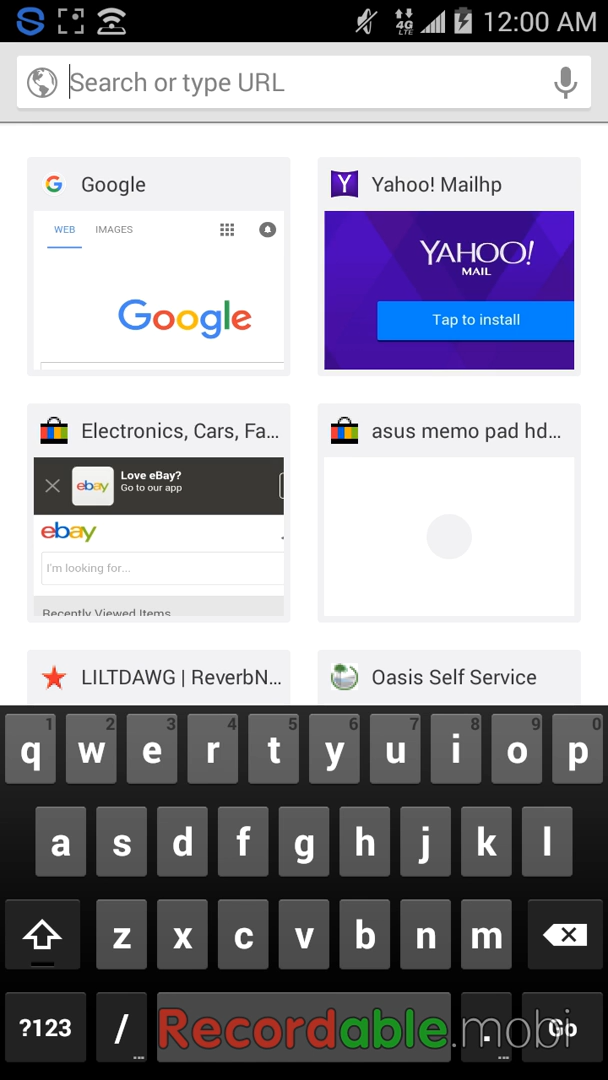 4G LTE 12:00 AM
Search or type URL
Google
WEB IMAGES
Google
Y Yahoo! Mailhp
YAHOO!
MAIL
Tap to install
Electronics, Cars, Fa...
ebay Love eBay?
Go to our app
ebay
I'm looking for...
Recently Viewed Items
asus memo pad hd...
LILTDAWG | ReverbN...
Oasis Self Service
1 2 3 4 5 6 7 8 9 0
q w e r t y u i o p
a s d f g h j k l
z x c v b n m
?123 / ... Recordable.mobi . ... Go